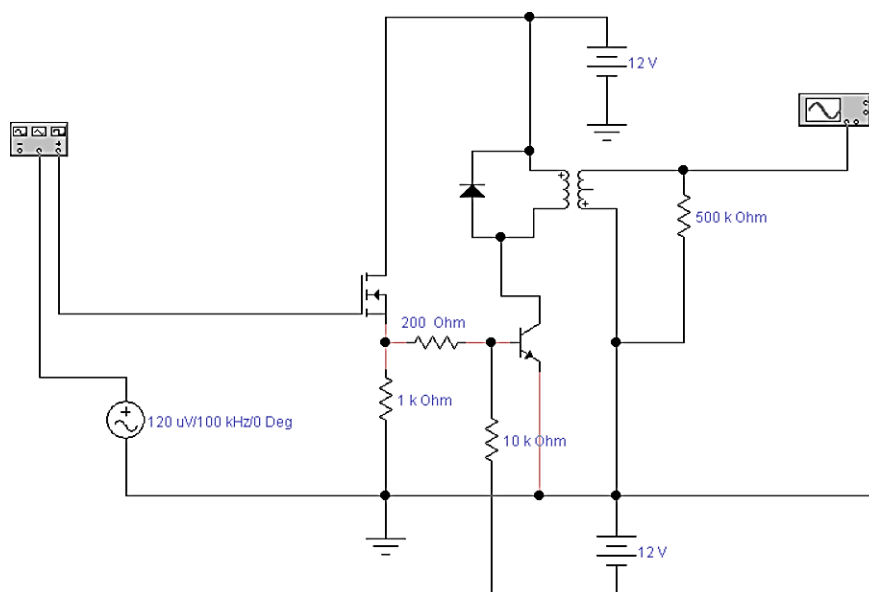 12 V
500 k Ohm
200 Ohm
1 k Ohm
120 uV/100 kHz/0 Deg
10 k Ohm
12 V